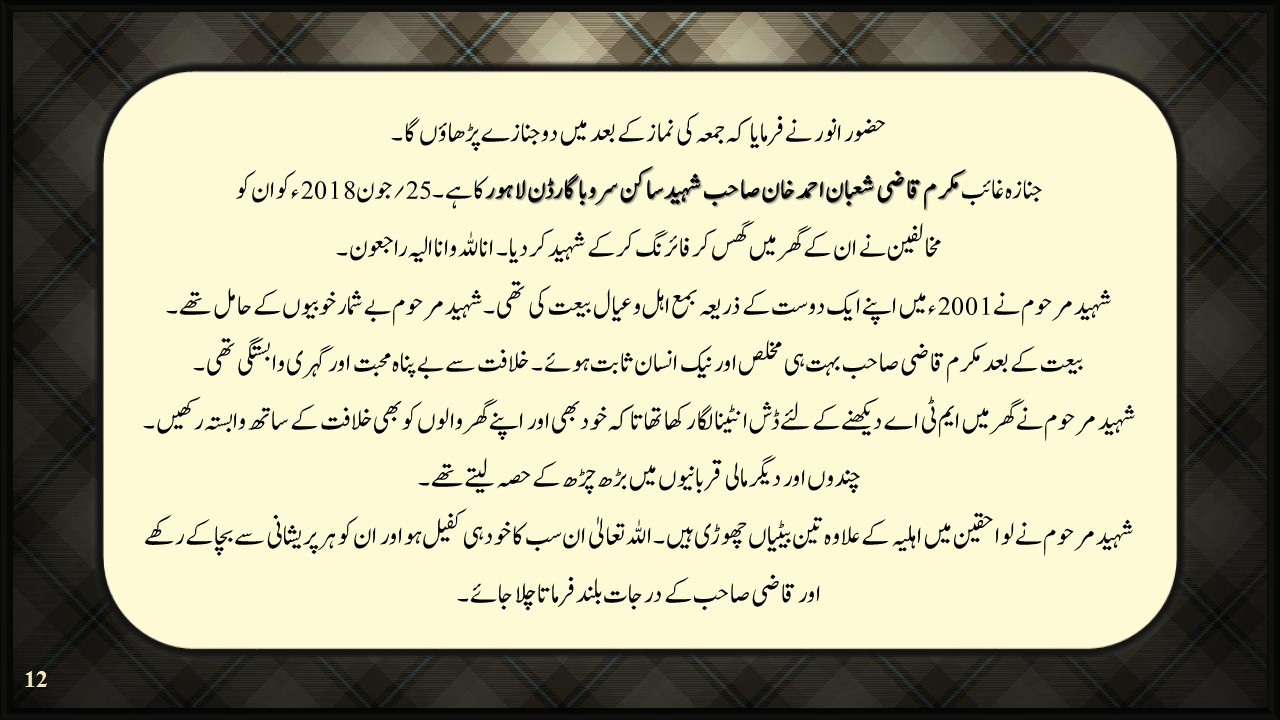 حضور انور نے فرمایا کہ جمعہ کی نماز کے بعد میں دو جنازے پڑھاؤں گا۔
جنازہ غائب مکرم قاضی شعبان احمد خان صاحب شہید ساکن سروبا گارڈن لاہور کا ہے۔ 25؍جون 2018ء کو ان کو
مخالفین نے ان کے گھر میں گھس کر فائرنگ کر کے شہید کر دیا۔ انا للہ وانا الیہ راجعون۔
شہید مرحوم نے 2001ء میں اپنے ایک دوست کے ذریعہ بمع اہل و عیال بیعت کی تھی۔ شہید مرحوم بے شمار خوبیوں کے حامل تھے۔
بیعت کے بعد مکرم قاضی صاحب بہت ہی مخلص اور نیک انسان ثابت ہوئے۔ خلافت سے بے پناہ محبت اور گہری وابستگی تھی۔
شہید مرحوم نے گھر میں ایم ٹی اے دیکھنے کے لئے ڈش انٹینا لگا رکھا تھا تا کہ خود بھی اور اپنے گھر والوں کو بھی خلافت کے ساتھ وابستہ رکھیں۔
چندوں اور دیگر مالی قربانیوں میں بڑھ چڑھ کے حصہ لیتے تھے۔
شہید مرحوم نے لواحقین میں اہلیہ کے علاوہ تین بیٹیاں چھوڑی ہیں۔ اللہ تعالیٰ ان سب کا خود ہی کفیل ہو اور ان کو ہر پریشانی سے بچا کے رکھے
اور قاضی صاحب کے درجات بلند فرماتا چلا جائے۔
12